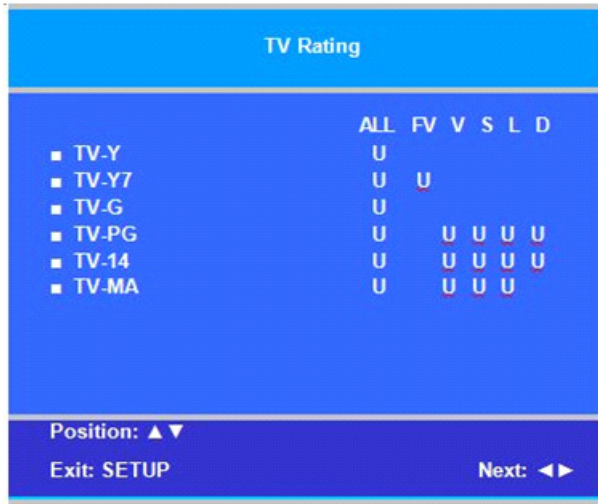 TV Rating
ALL FV V S L D
■ TV-Y U
■ TV-Y7 U U
■ TV-G U
■ TV-PG U U U U U
■ TV-14 U U U U U
■ TV-MA U U U U
Position: ▲▼
Exit: SETUP Next: ◄►